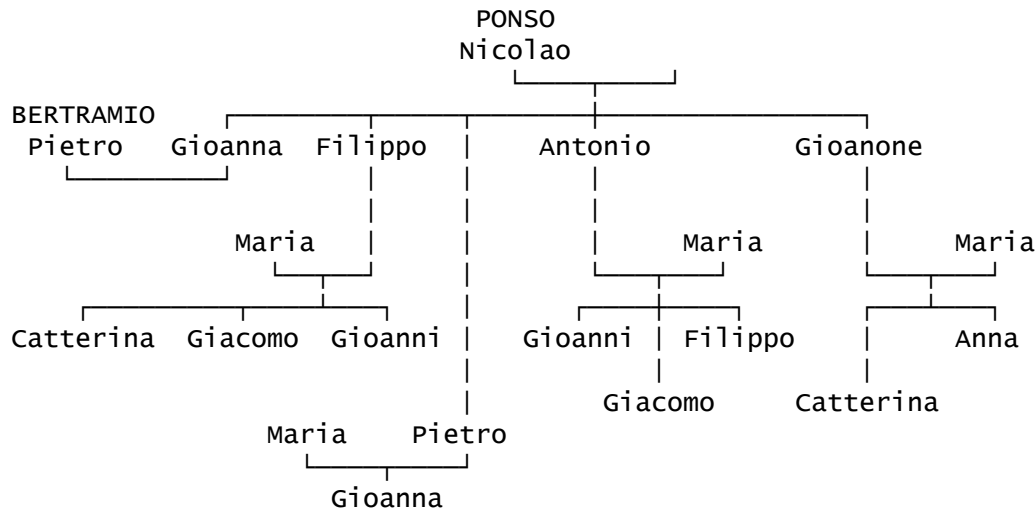 PONSO
Nicolao
BERTRAMIO
Pietro Gioanna Filippo Antonio Gioanone
Maria Maria Maria
Catterina Giacomo Gioanni Gioanni Filippo Anna
Giacomo Catterina
Maria Pietro
Gioanna